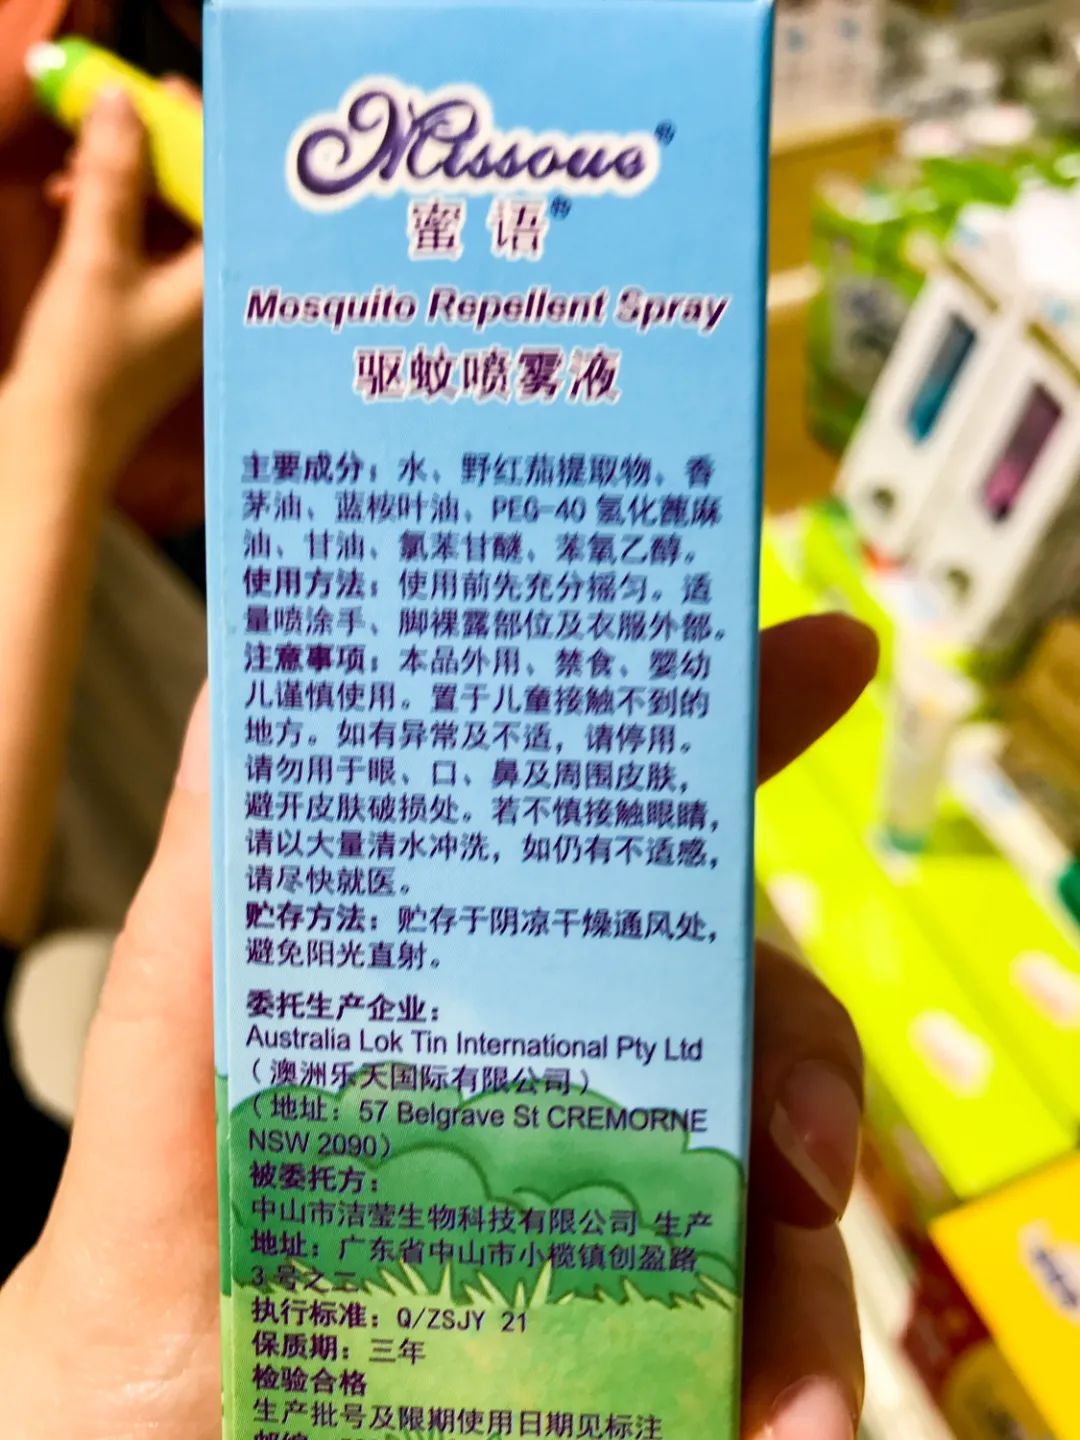 Missoue®
蜜语®
Mosquito Repellent Spray
驱蚊喷雾液
主要成分：水、野红茄提取物、香
茅油、蓝桉叶油、PEG-40 氢化蓖麻
油、甘油、氯苯甘醚、苯氧乙醇。
使用方法：使用前先充分摇匀。适
量喷涂手、脚裸露部位及衣服外部。
注意事项：本品外用、禁食、婴幼
儿谨慎使用。置于儿童接触不到的
地方。如有异常及不适，请停用。
请勿用于眼、口、鼻及周围皮肤，
避开皮肤破损处。若不慎接触眼睛，
请以大量清水冲洗，如仍有不适感，
请尽快就医。
贮存方法：贮存于阴凉干燥通风处，
避免阳光直射。
委托生产企业：
Australia Lok Tin International Pty Ltd
（澳洲乐天国际有限公司）
（地址：57 Belgrave St CREMORNE
NSW 2090）
被委托方：
中山市洁莹生物科技有限公司 生产
地址：广东省中山市小榄镇创盈路
3 号之二
执行标准：Q/ZSJY 21
保质期：三年
检验合格
生产批号及限期使用日期见标注